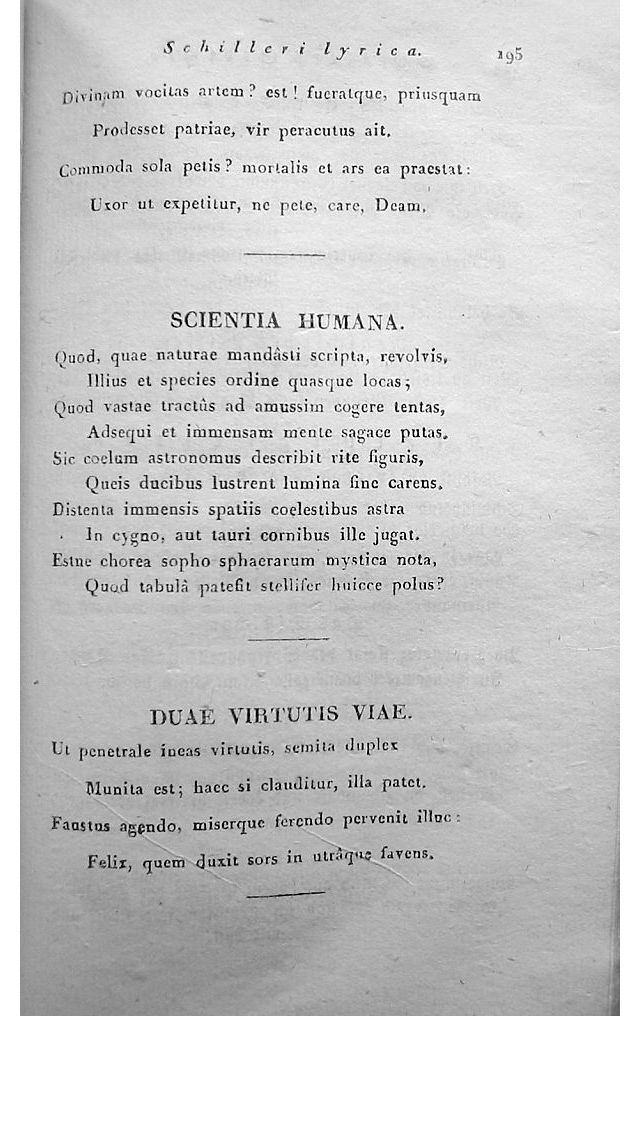 Schilleri lyrica. 195
Divinam vocitas artem? est! fueratque, priusquam
Prodesset patriae, vir peracutus ait.
Commoda sola petis? mortalis et ars ea praestat:
Uxor ut expetitur, ne pete, care, Deam.
SCIENTIA HUMANA.
Quod, quae naturae mandâsti scripta, revolvis,
Illius et species ordine quasque locas;
Quod vastae tractûs ad amussim cogere tentas,
Adsequi et immensam mente sagace putas.
Sic coelum astronomus describit rite figuris,
Queis ducibus lustrent lumina fine carens.
Distenta immensis spatiis coelestibus astra
In cygno, aut tauri cornibus ille jugat.
Estne chorea sopho sphaerarum mystica nota,
Quod tabulâ patefit stellifer huicce polus?
DUAE VIRTUTIS VIAE.
Ut penetrale ineas virtutis, semita duplex
Munita est; haec si clauditur, illa patet.
Faustus agendo, miserque ferendo pervenit illuc:
Felix, quem duxit sors in utrâque favens.